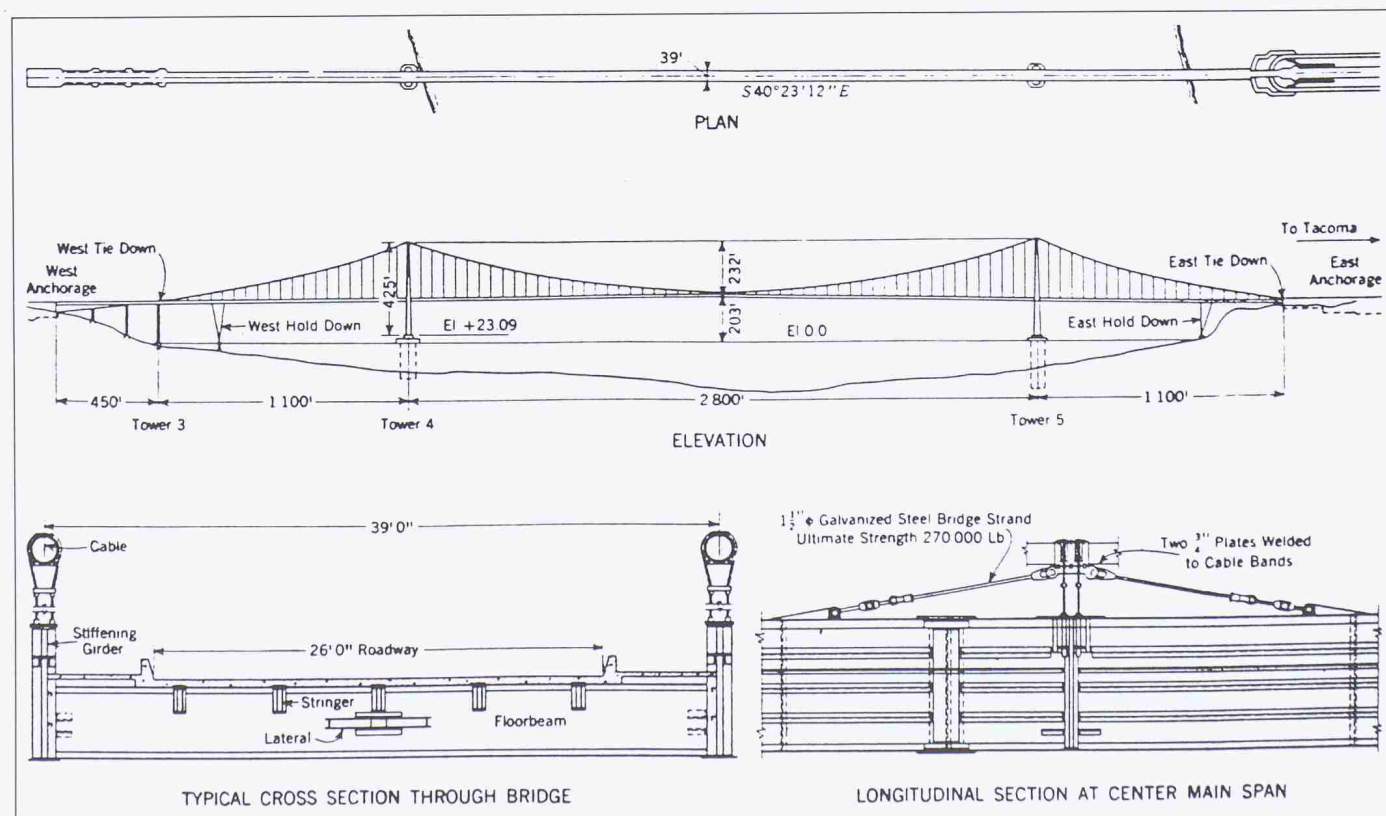 39'
S40°23'12"E
PLAN
West Tie Down
West
Anchorage
To Tacoma
East Tie Down
East
Anchorage
232'
425'
203'
West Hold Down
El +23.09
El 0.0
East Hold Down
450'
1 100'
2 800'
1 100'
Tower 3
Tower 4
Tower 5
ELEVATION
39'0"
Cable
Stiffening
Girder
26'0" Roadway
Stringer
Lateral
Floorbeam
TYPICAL CROSS SECTION THROUGH BRIDGE
1 1/2" ɸ Galvanized Steel Bridge Strand
Ultimate Strength 270 000 Lb
Two 3/4" Plates Welded
to Cable Bands
LONGITUDINAL SECTION AT CENTER MAIN SPAN